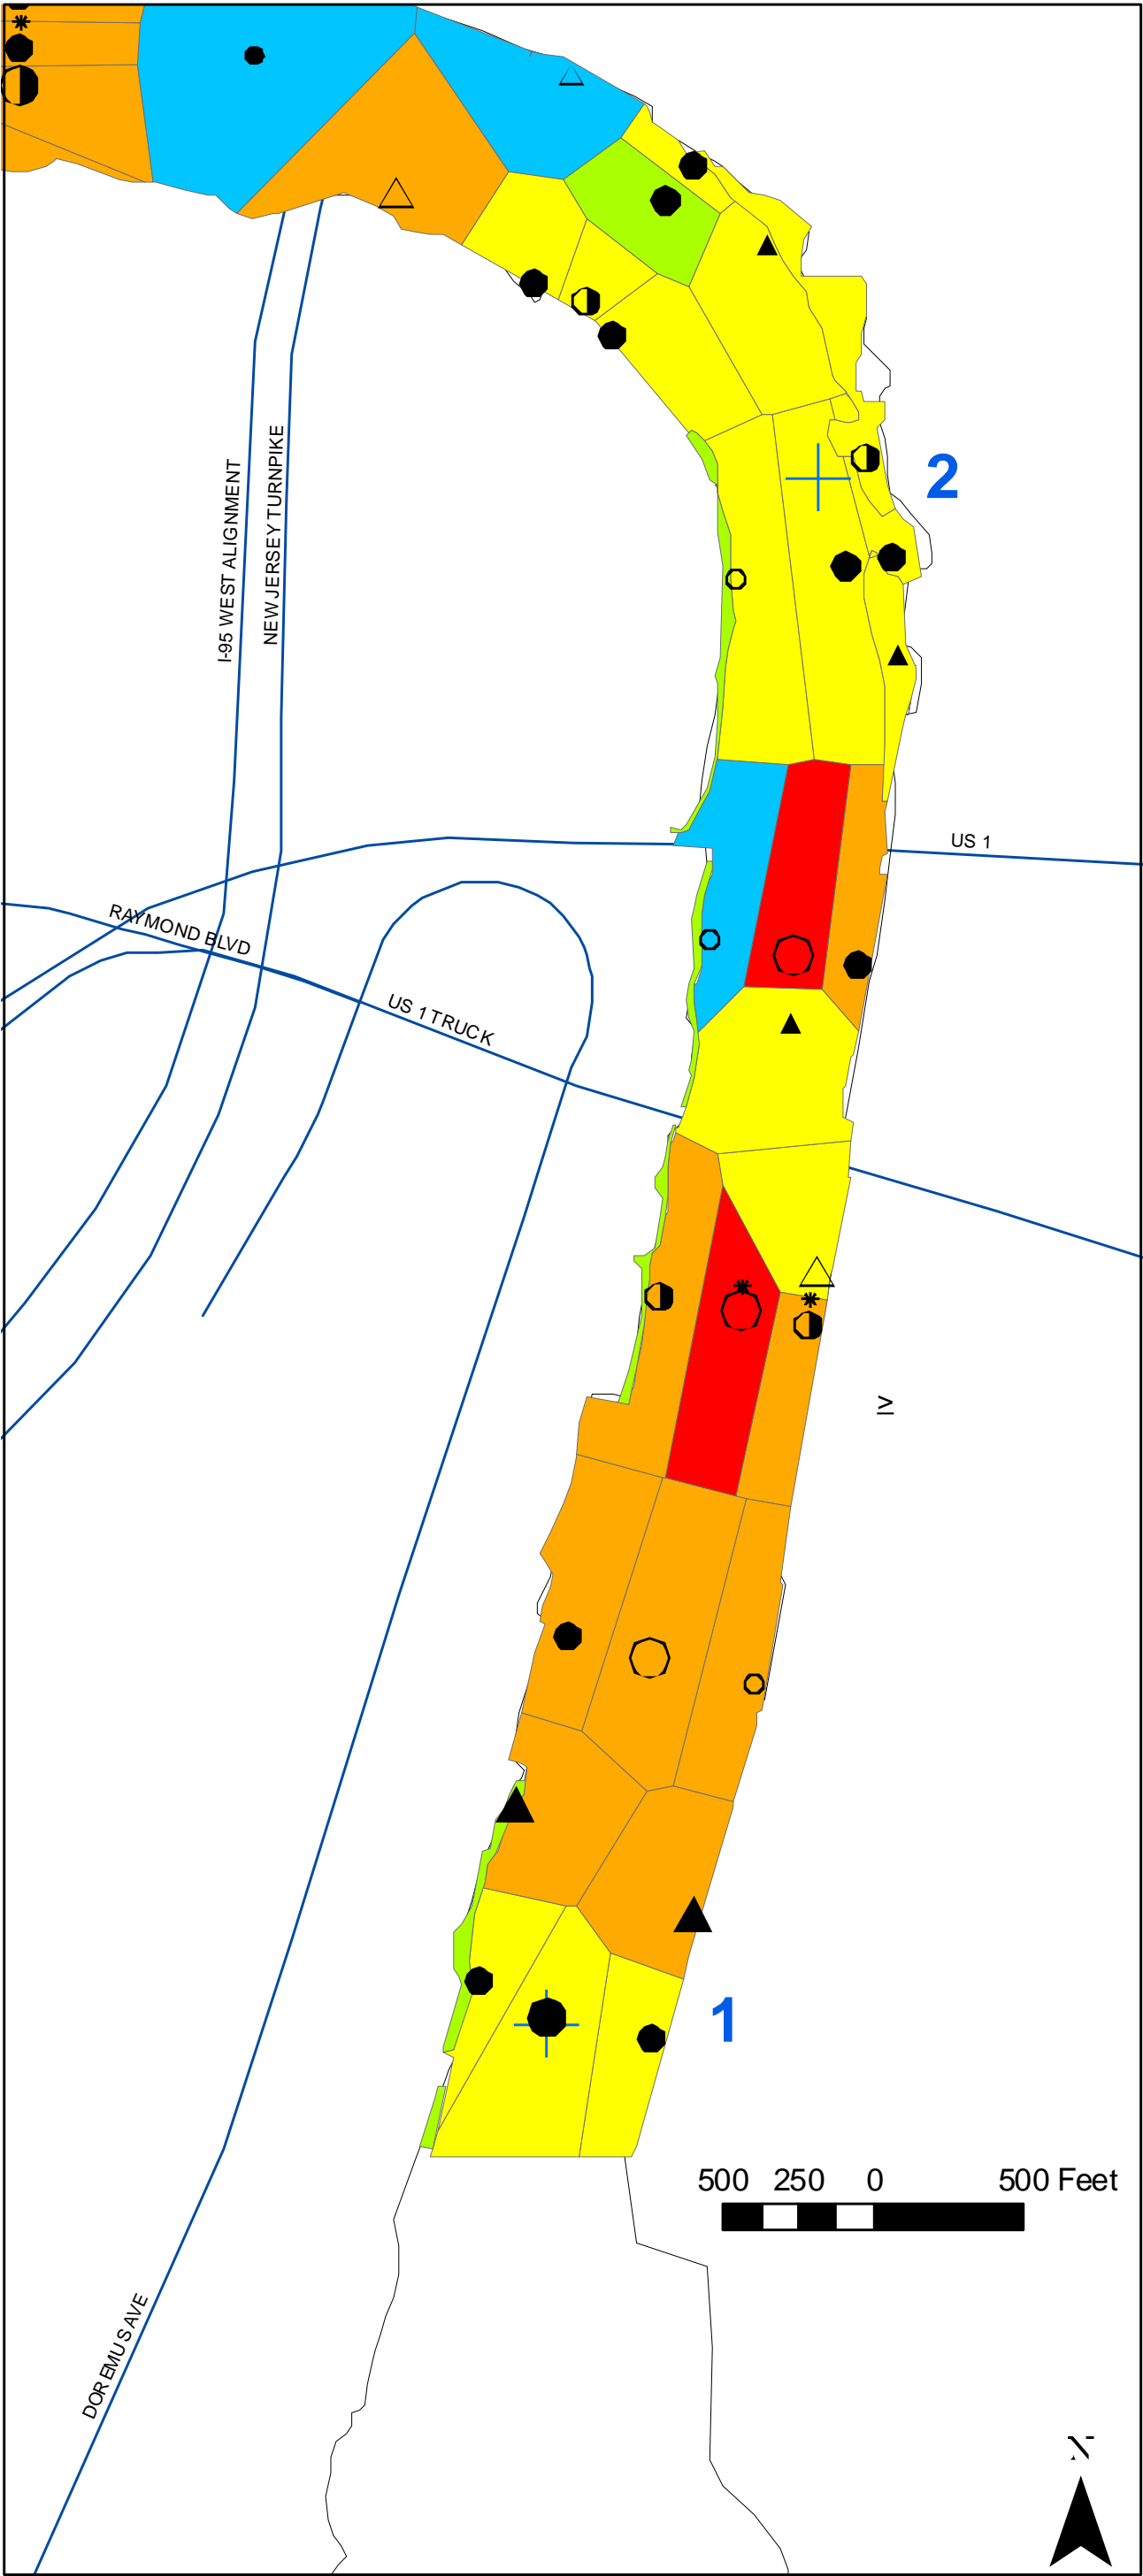 2
I-95 WEST ALIGNMENT
NEW JERSEY TURNPIKE
US 1
RAYMOND BLVD
US 1 TRUCK
≥
1
500 250 0 500 Feet
DOREMUS AVE